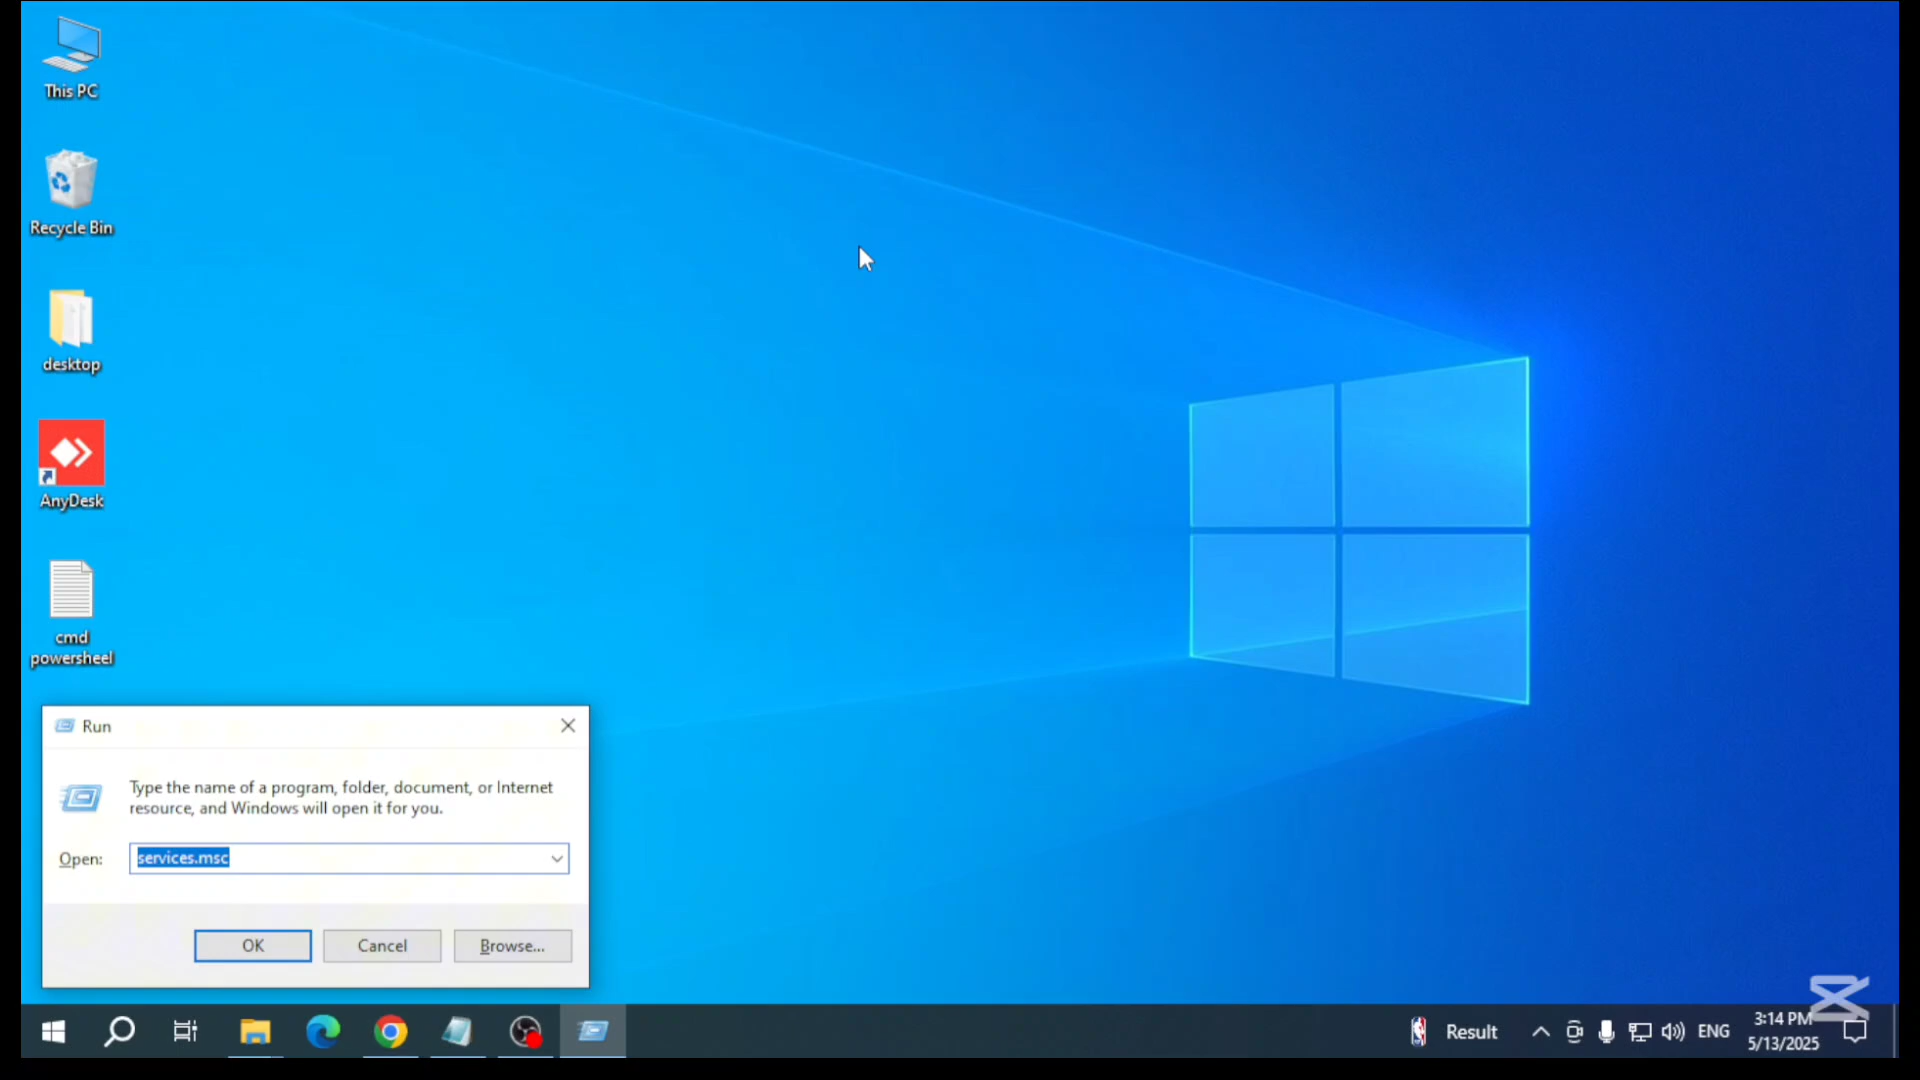 This PC
Recycle Bin
desktop
AnyDesk
cmd
powersheel
Run
Type the name of a program, folder, document, or Internet
resource, and Windows will open it for you.
Open:
services.msc
OK
Cancel
Browse...
Result
ENG
3:14 PM
5/13/2025